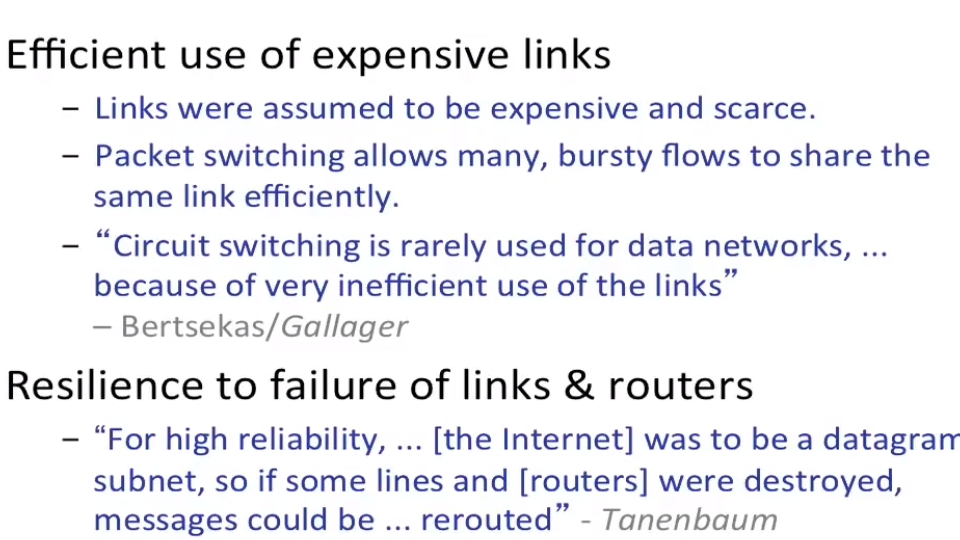 Efficient use of expensive links
– Links were assumed to be expensive and scarce.
– Packet switching allows many, bursty flows to share the
same link efficiently.
– “Circuit switching is rarely used for data networks, ...
because of very inefficient use of the links”
– Bertsekas/Gallager
Resilience to failure of links & routers
– “For high reliability, ... [the Internet] was to be a datagram
subnet, so if some lines and [routers] were destroyed,
messages could be ... rerouted” - Tanenbaum